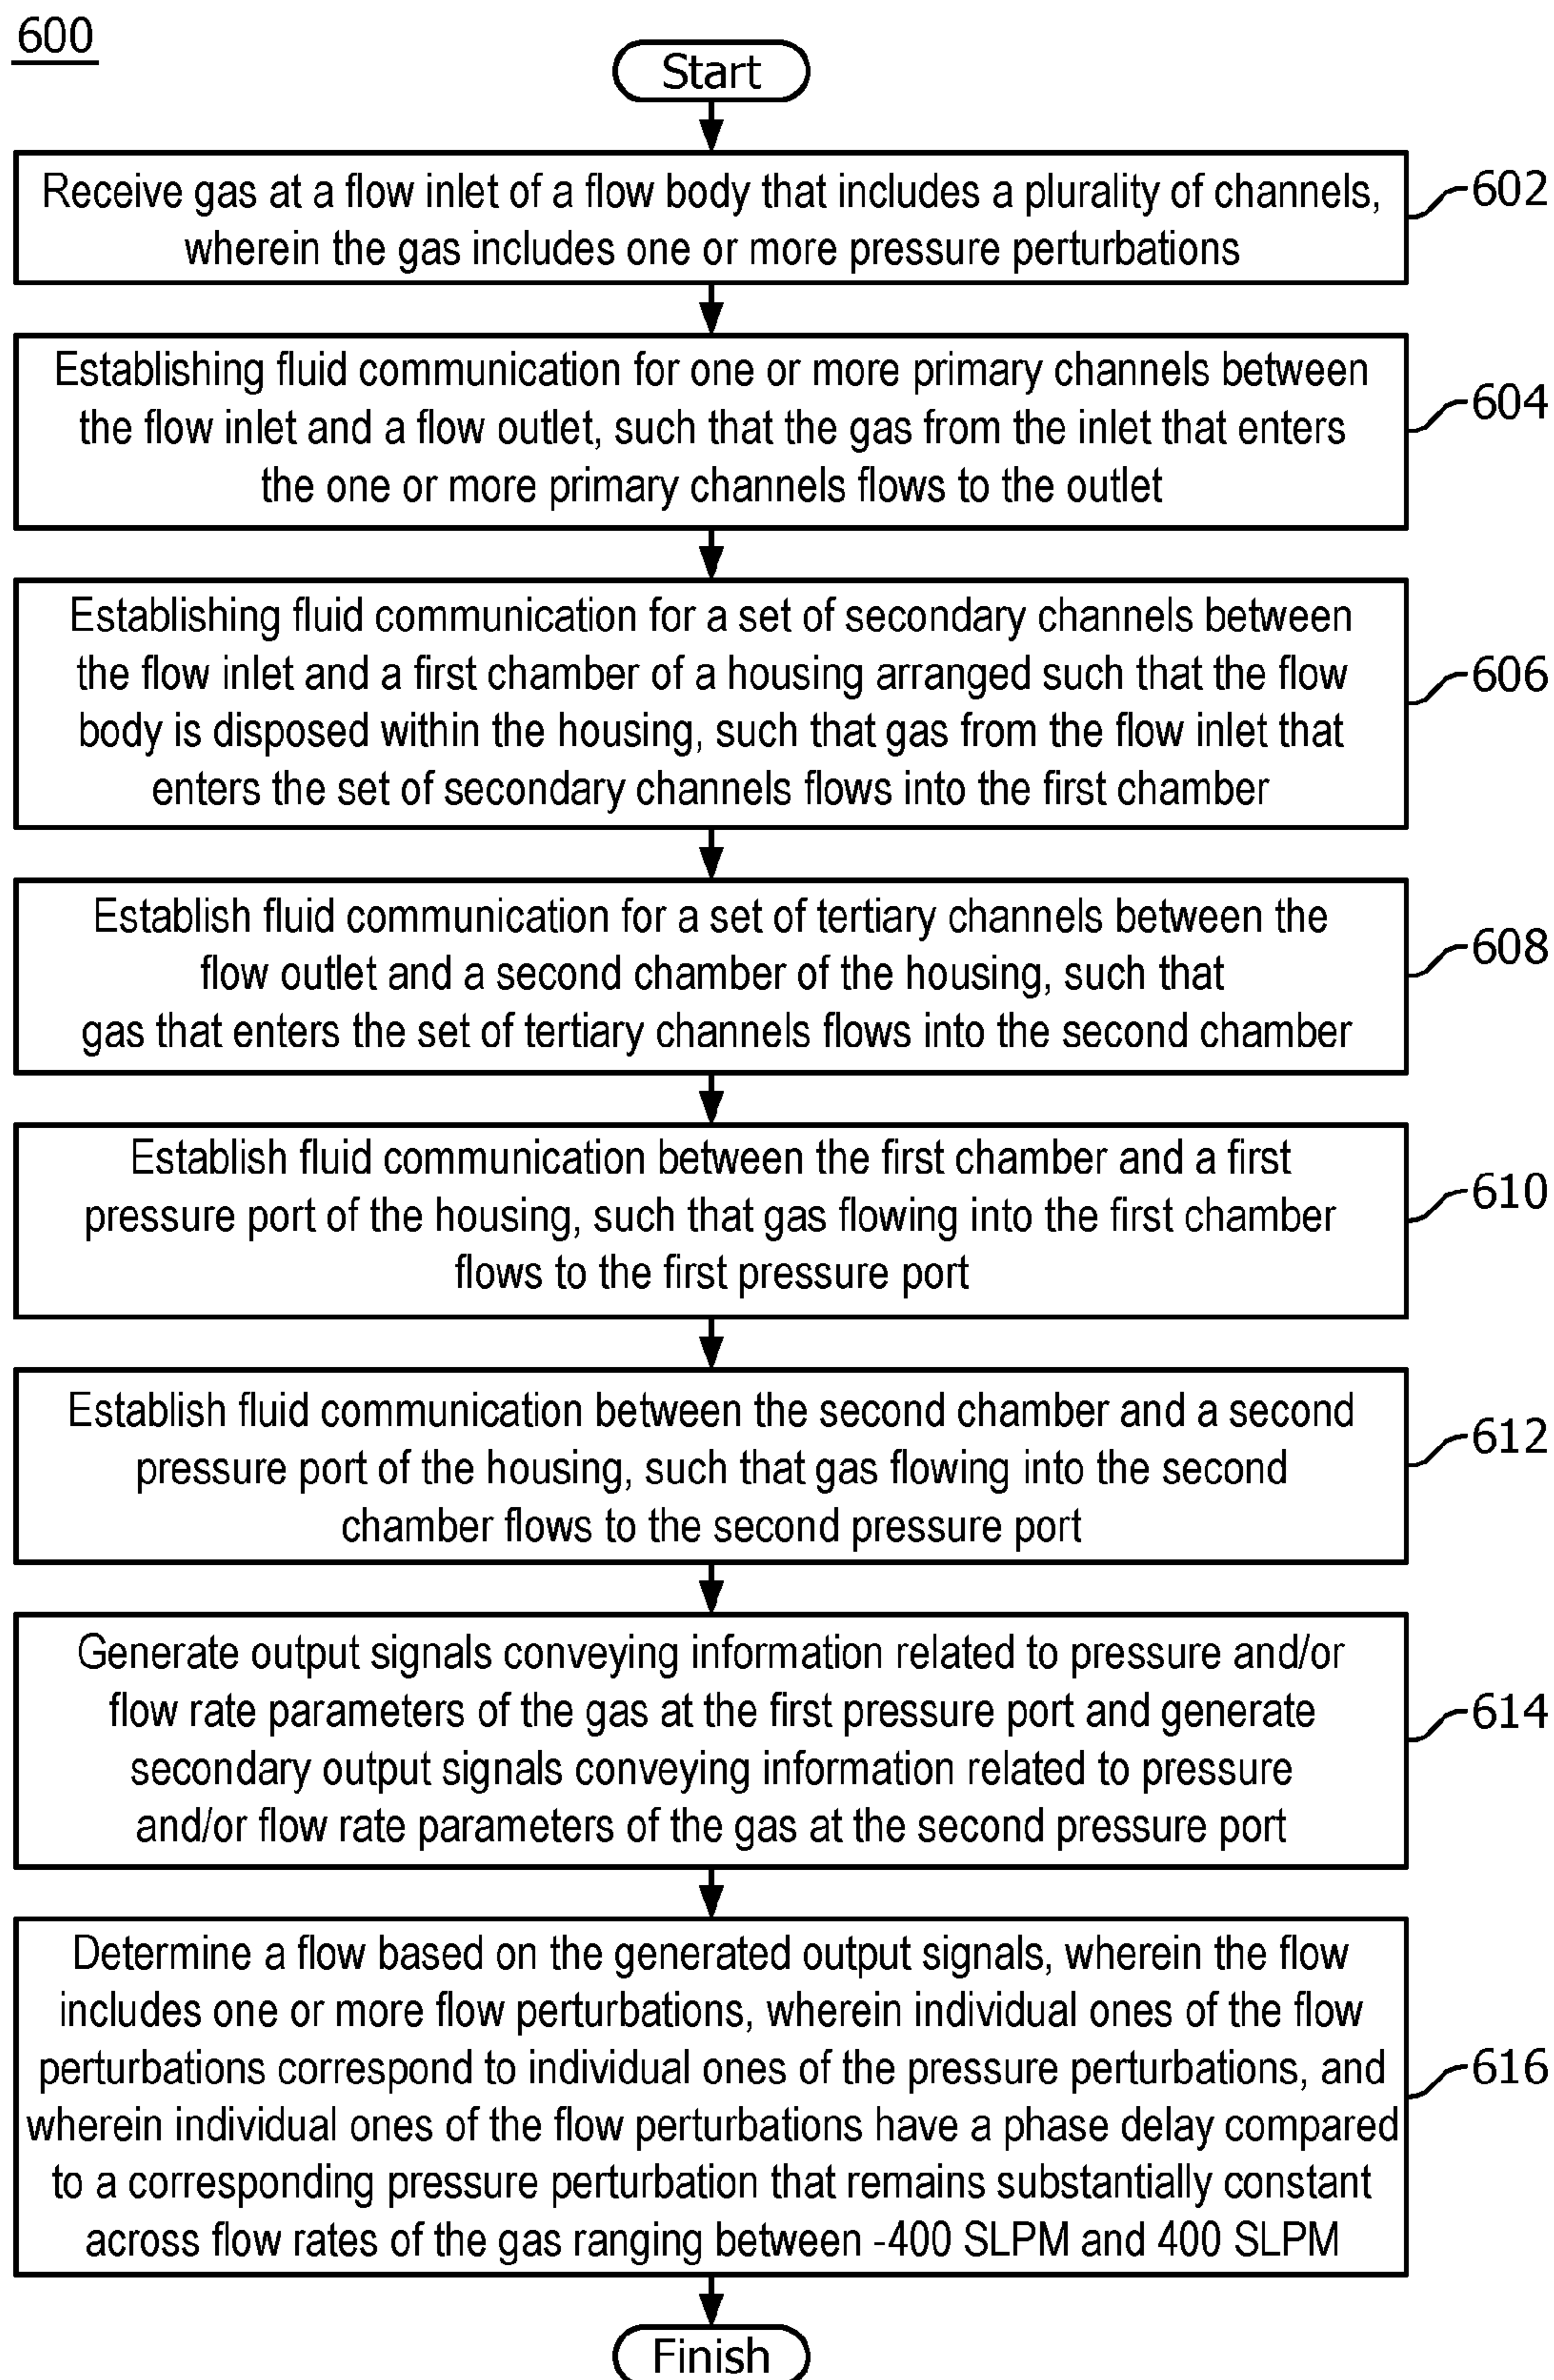 600
Start
Receive gas at a flow inlet of a flow body that includes a plurality of channels,
wherein the gas includes one or more pressure perturbations
602
Establishing fluid communication for one or more primary channels between
the flow inlet and a flow outlet, such that the gas from the inlet that enters
the one or more primary channels flows to the outlet
604
Establishing fluid communication for a set of secondary channels between
the flow inlet and a first chamber of a housing arranged such that the flow
body is disposed within the housing, such that gas from the flow inlet that
enters the set of secondary channels flows into the first chamber
606
Establish fluid communication for a set of tertiary channels between the
flow outlet and a second chamber of the housing, such that
gas that enters the set of tertiary channels flows into the second chamber
608
Establish fluid communication between the first chamber and a first
pressure port of the housing, such that gas flowing into the first chamber
flows to the first pressure port
610
Establish fluid communication between the second chamber and a second
pressure port of the housing, such that gas flowing into the second
chamber flows to the second pressure port
612
Generate output signals conveying information related to pressure and/or
flow rate parameters of the gas at the first pressure port and generate
secondary output signals conveying information related to pressure
and/or flow rate parameters of the gas at the second pressure port
614
Determine a flow based on the generated output signals, wherein the flow
includes one or more flow perturbations, wherein individual ones of the flow
perturbations correspond to individual ones of the pressure perturbations, and
wherein individual ones of the flow perturbations have a phase delay compared
to a corresponding pressure perturbation that remains substantially constant
across flow rates of the gas ranging between -400 SLPM and 400 SLPM
616
Finish